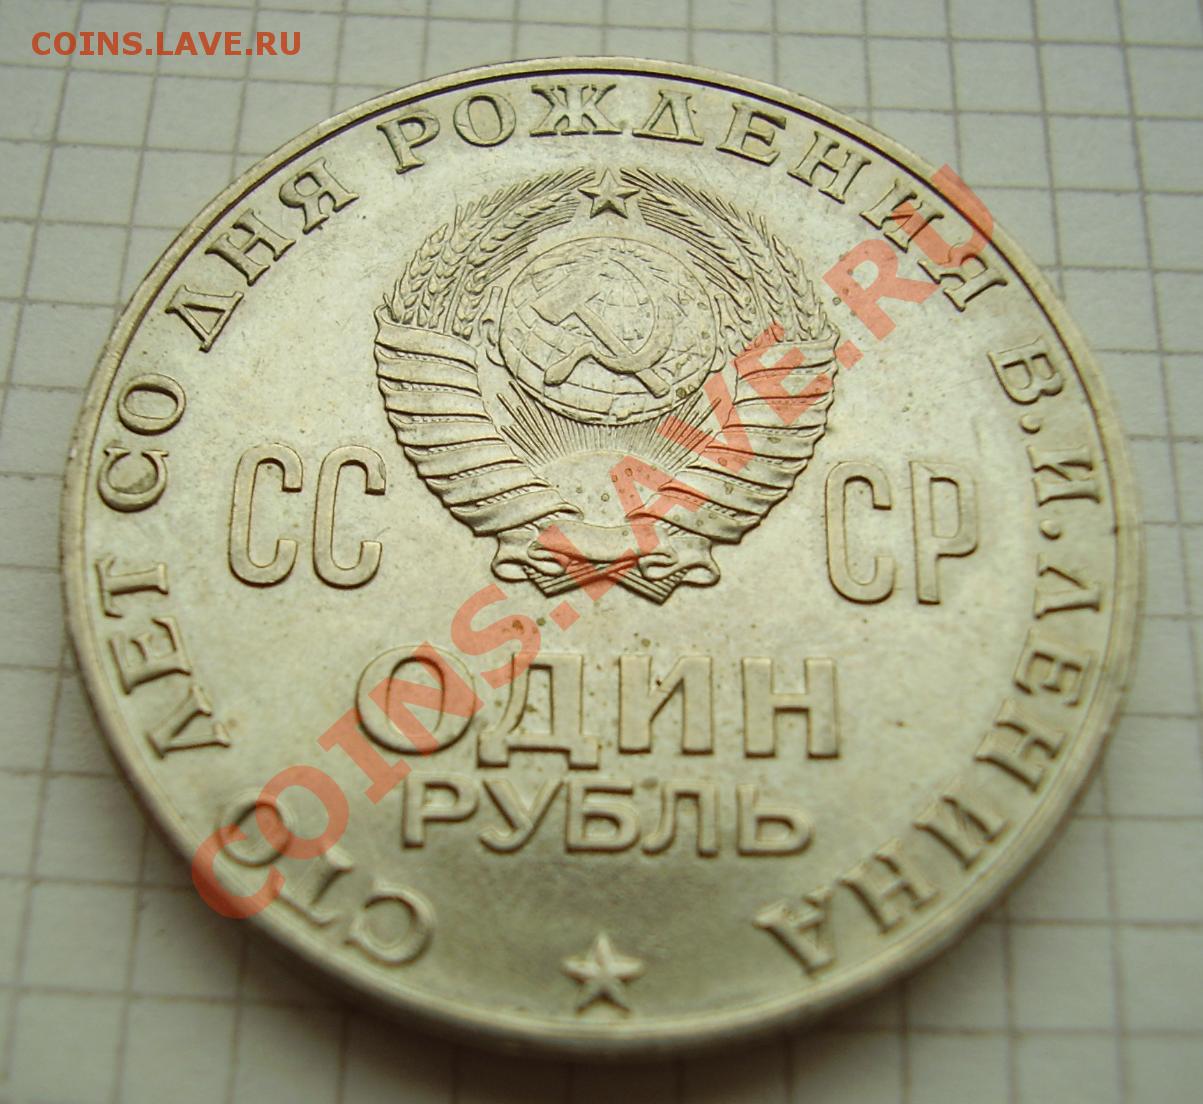 COINS.LAVE.RU
СТО ЛЕТ СО ДНЯ РОЖДЕНИЯ В.И.ЛЕНИНА
СС СР
ОДИН
РУБЛЬ
COINS.LAVE.RU